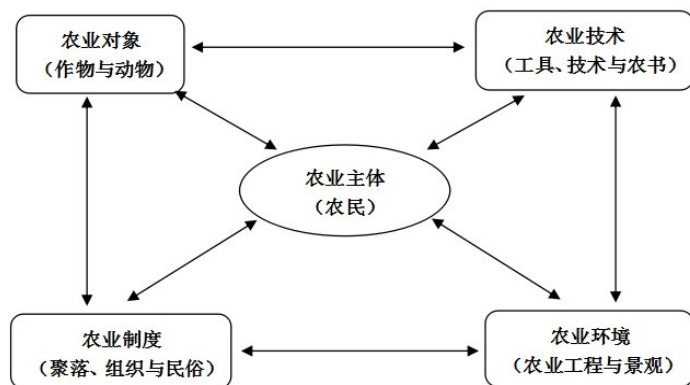 农业对象
（作物与动物）
农业技术
（工具、技术与农书）
农业主体
（农民）
农业制度
（聚落、组织与民俗）
农业环境
（农业工程与景观）